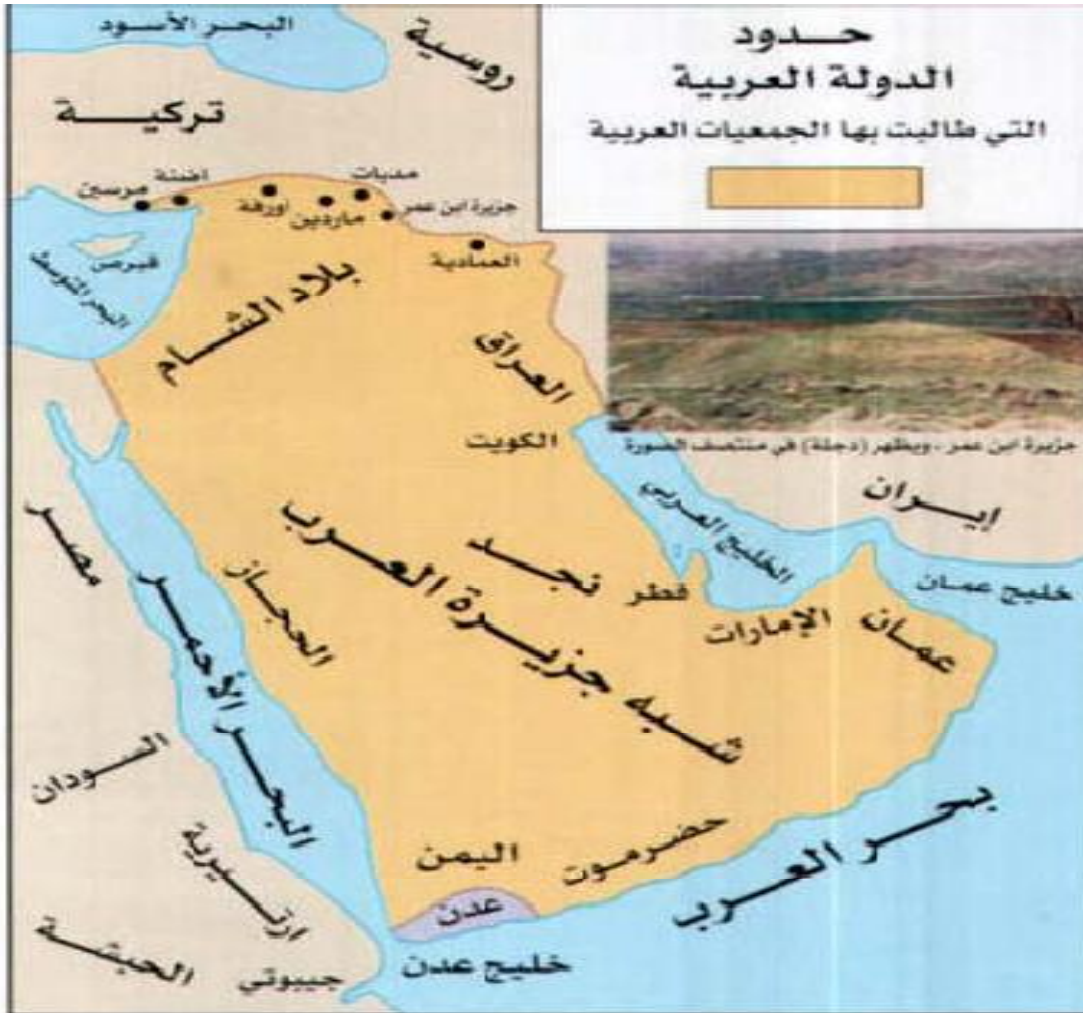 حدود
الدولة العربية
التي طالبت بها الجمعيات العربية
البحر الأسود
روسية
تركية
مرسين
اضنة
اورفة
ماردين
مديات
جزيرة ابن عمر
العمادية
قبرص
البحر المتوسط
بلاد الشام
العراق
الكويت
جزيرة ابن عمر، ويظهر (دجلة) في منتصف الصورة
إيران
الخليج العربي
خليج عمان
مصر
الحجاز
نجد
شبه جزيرة العرب
قطر
الإمارات
عمان
البحر الأحمر
السودان
ارتيرية
الحبشة
جيبوتي
اليمن
حضرموت
عدن
خليج عدن
بحر العرب